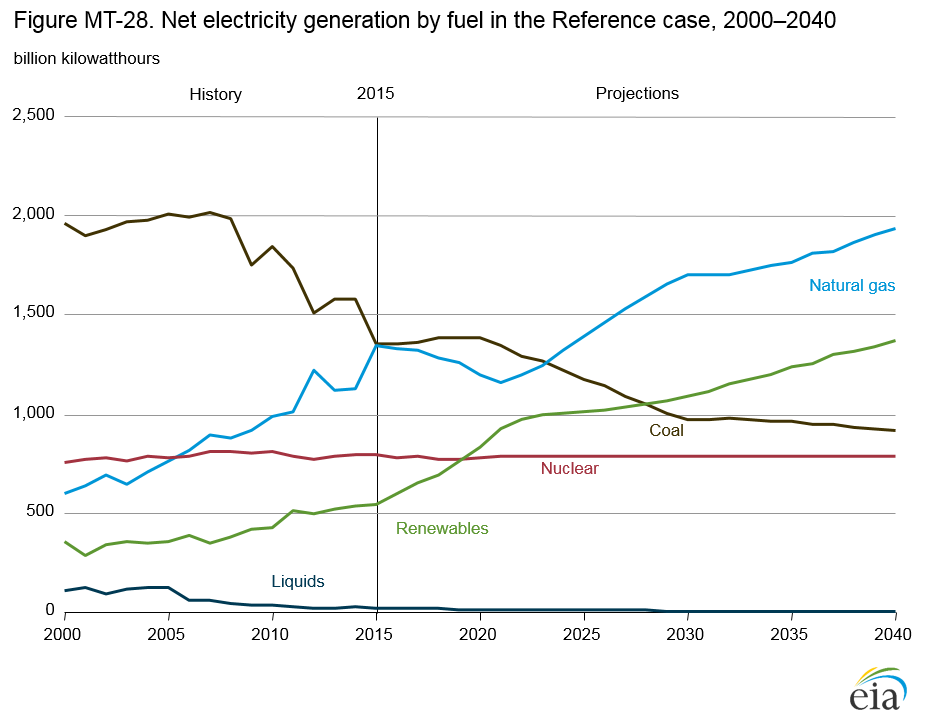 Figure MT-28. Net electricity generation by fuel in the Reference case, 2000–2040
billion kilowatthours
History 2015 Projections
2,500
2,000
Natural gas
1,500
1,000
Coal
Nuclear
500
Renewables
Liquids
0
2000 2005 2010 2015 2020 2025 2030 2035 2040
eia